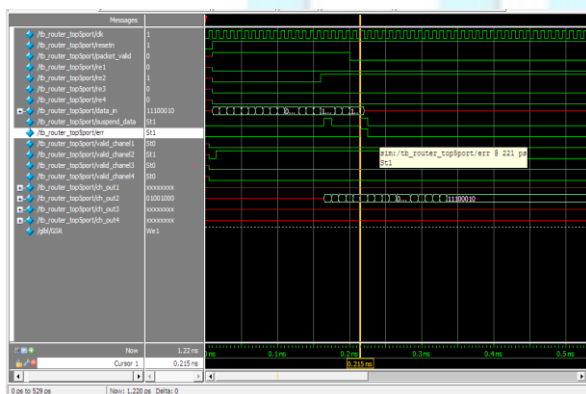 Messages
/tb_router_top5port/clk 1
/tb_router_top5port/resetn 1
/tb_router_top5port/packet_valid 0
/tb_router_top5port/re1 0
/tb_router_top5port/re2 1
/tb_router_top5port/re3 0
/tb_router_top5port/re4 0
/tb_router_top5port/data_in 11100010 0... 1... 1...
/tb_router_top5port/suspend_data St1
/tb_router_top5port/err St1
/tb_router_top5port/valid_chanel1 St0
/tb_router_top5port/valid_chanel2 St1
/tb_router_top5port/valid_chanel3 St0
/tb_router_top5port/valid_chanel4 St0
sim:/tb_router_top5port/err @ 221 ps
St1
/tb_router_top5port/ch_out1 xxxxxxxx
/tb_router_top5port/ch_out2 01001000 0... 11100010
/tb_router_top5port/ch_out3 xxxxxxxx
/tb_router_top5port/ch_out4 xxxxxxxx
/glbl/GSR We1
Now 1.22 ns 0.1 ns 0.2 ns 0.3 ns 0.4 ns 0.5 ns
Cursor 1 0.215 ns 0.215 ns
0 ps to 529 ps Now: 1,220 ps Delta: 0